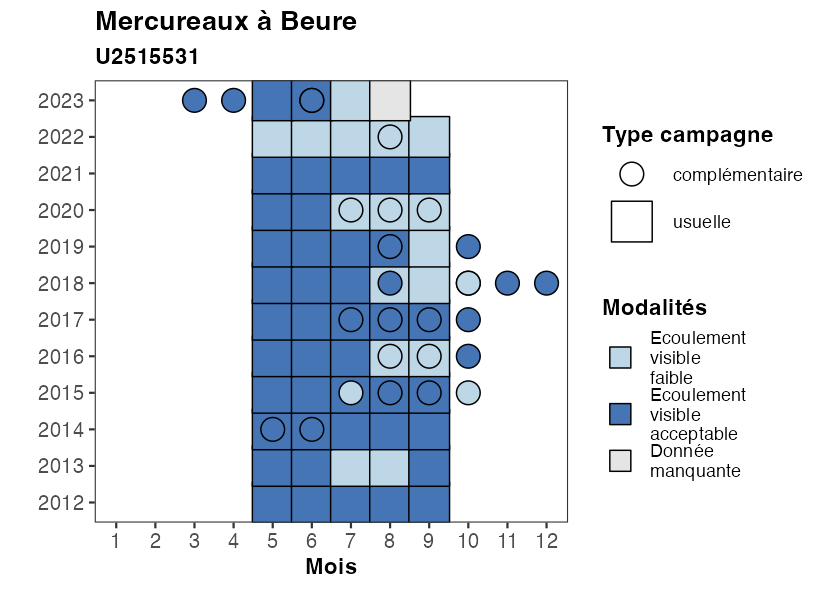 Mercureaux à Beure
U2515531
2023
2022
2021
2020
2019
2018
2017
2016
2015
2014
2013
2012
1 2 3 4 5 6 7 8 9 10 11 12
Mois
Type campagne
complémentaire
usuelle
Modalités
Ecoulement
visible
faible
Ecoulement
visible
acceptable
Donnée
manquante